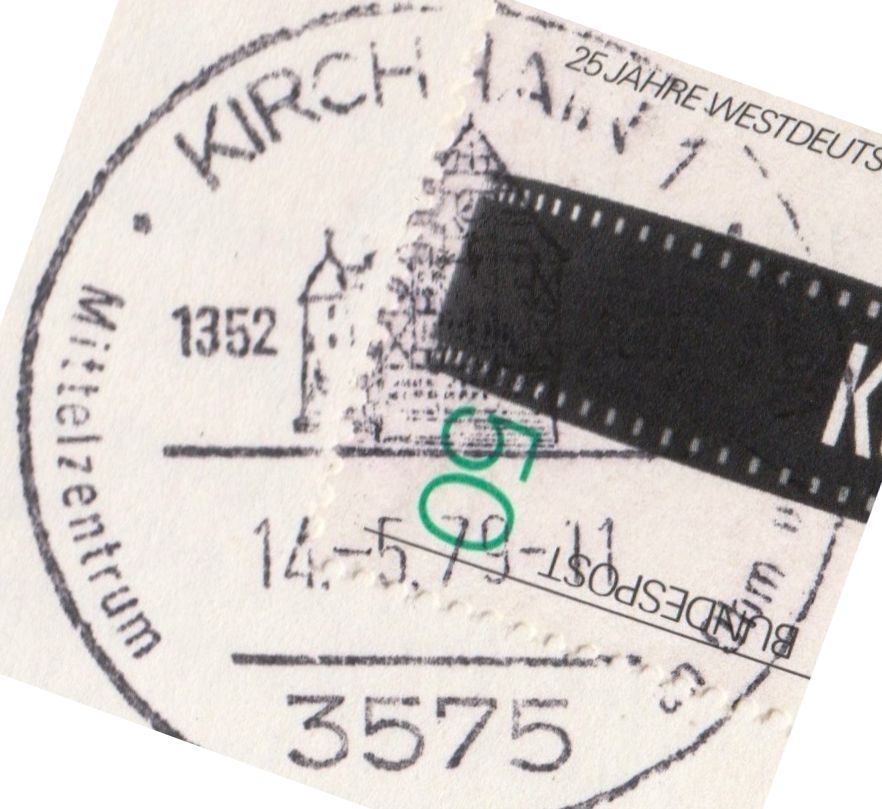 KIRCHHAIN 1
25 JAHRE WESTDEUTS
1352
Mittelzentrum
50
14.-5.79-11
BUNDESPOST
3575